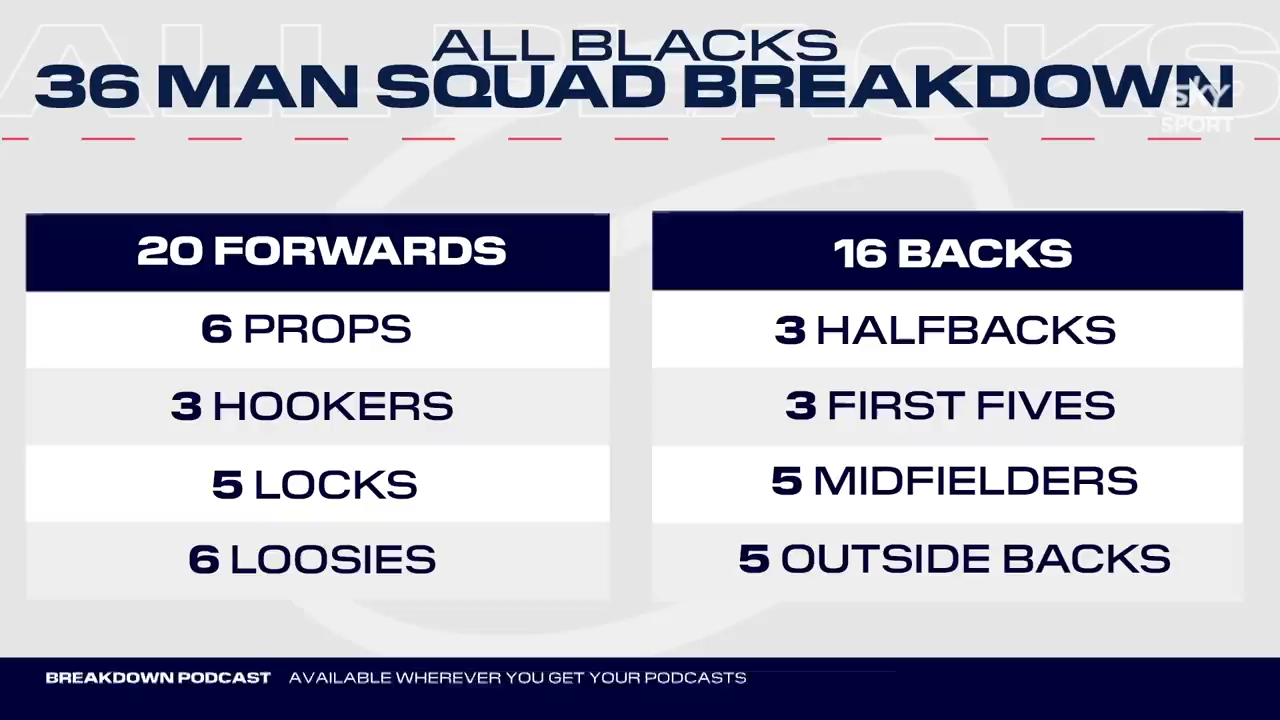 ALL BLACKS
36 MAN SQUAD BREAKDOWN
SKY
SPORT
20 FORWARDS
6 PROPS
3 HOOKERS
5 LOCKS
6 LOOSIES
16 BACKS
3 HALFBACKS
3 FIRST FIVES
5 MIDFIELDERS
5 OUTSIDE BACKS
BREAKDOWN PODCAST AVAILABLE WHEREVER YOU GET YOUR PODCASTS